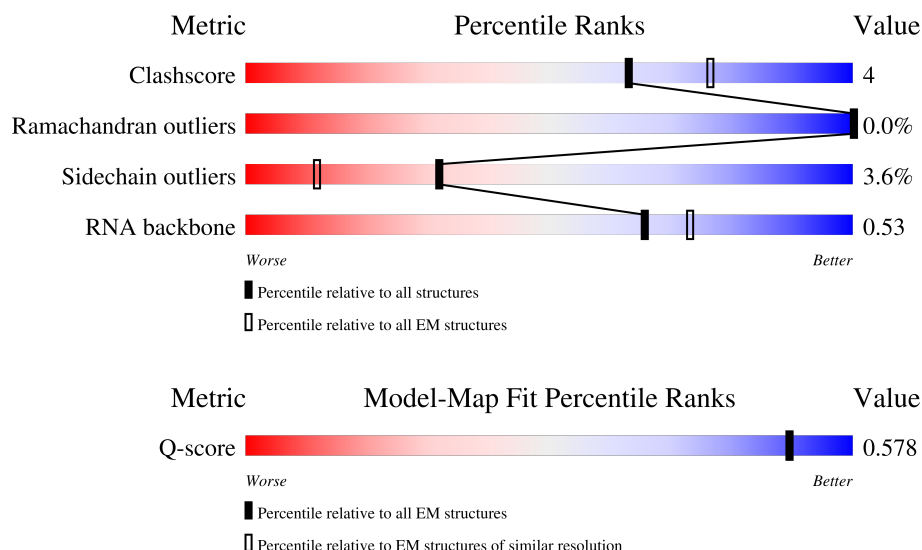 Metric Percentile Ranks Value
Clashscore 4
Ramachandran outliers 0.0%
Sidechain outliers 3.6%
RNA backbone 0.53
Worse Better
Percentile relative to all structures
Percentile relative to all EM structures
Metric Model-Map Fit Percentile Ranks Value
Q-score 0.578
Worse Better
Percentile relative to all EM structures
Percentile relative to EM structures of similar resolution